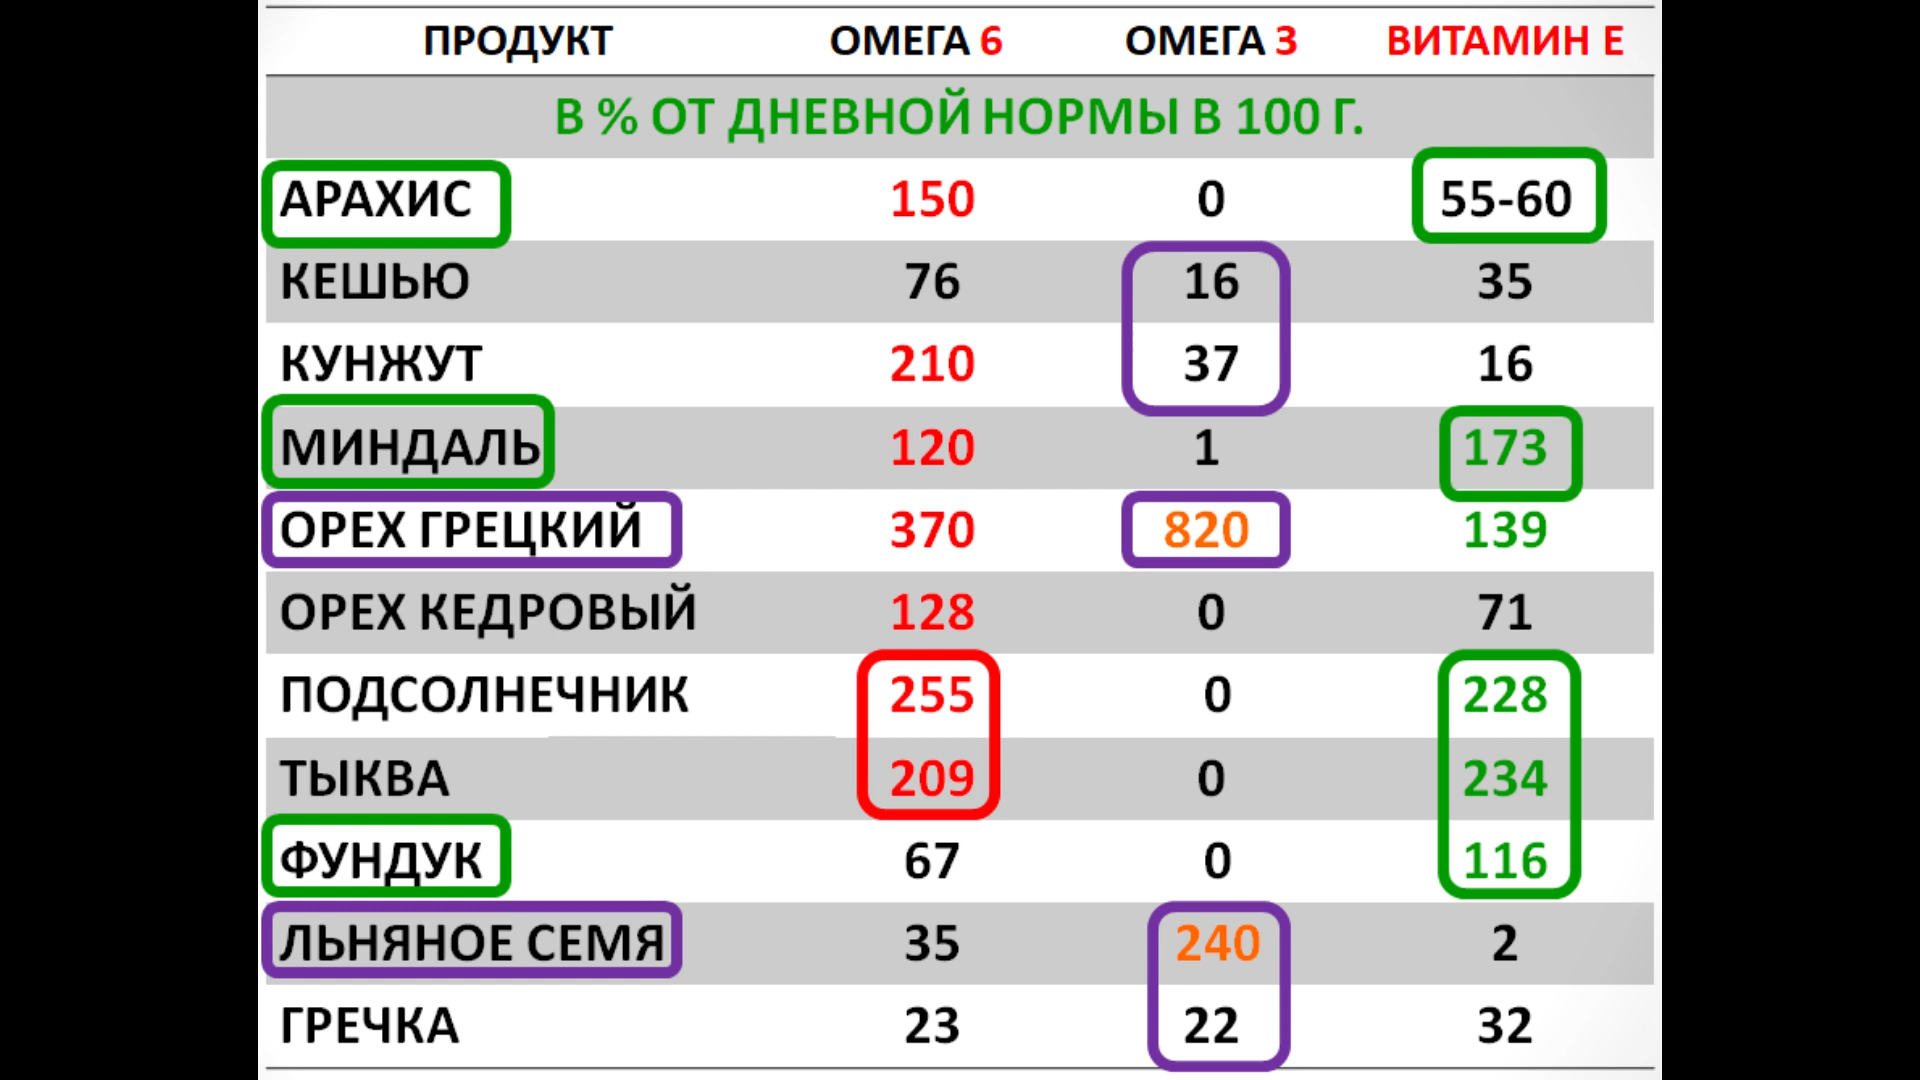 ПРОДУКТ ОМЕГА 6 ОМЕГА 3 ВИТАМИН Е
В % ОТ ДНЕВНОЙ НОРМЫ В 100 Г.
АРАХИС 150 0 55-60
КЕШЬЮ 76 16 35
КУНЖУТ 210 37 16
МИНДАЛЬ 120 1 173
ОРЕХ ГРЕЦКИЙ 370 820 139
ОРЕХ КЕДРОВЫЙ 128 0 71
ПОДСОЛНЕЧНИК 255 0 228
ТЫКВА 209 0 234
ФУНДУК 67 0 116
ЛЬНЯНОЕ СЕМЯ 35 240 2
ГРЕЧКА 23 22 32